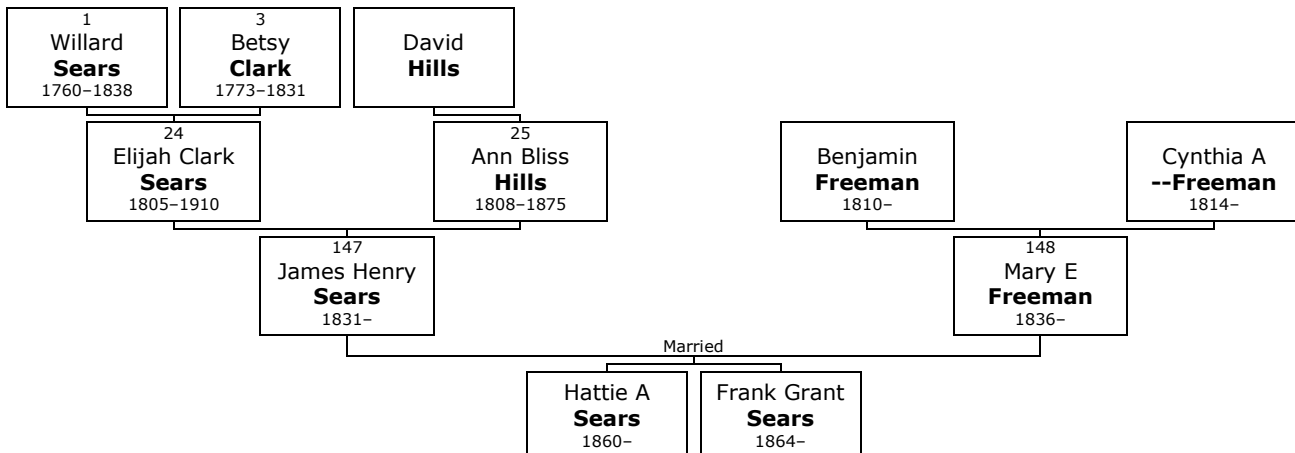 1
Willard
Sears
1760–1838
3
Betsy
Clark
1773–1831
David
Hills
24
Elijah Clark
Sears
1805–1910
25
Ann Bliss
Hills
1808–1875
Benjamin
Freeman
1810–
Cynthia A
--Freeman
1814–
147
James Henry
Sears
1831–
148
Mary E
Freeman
1836–
Married
Hattie A
Sears
1860–
Frank Grant
Sears
1864–